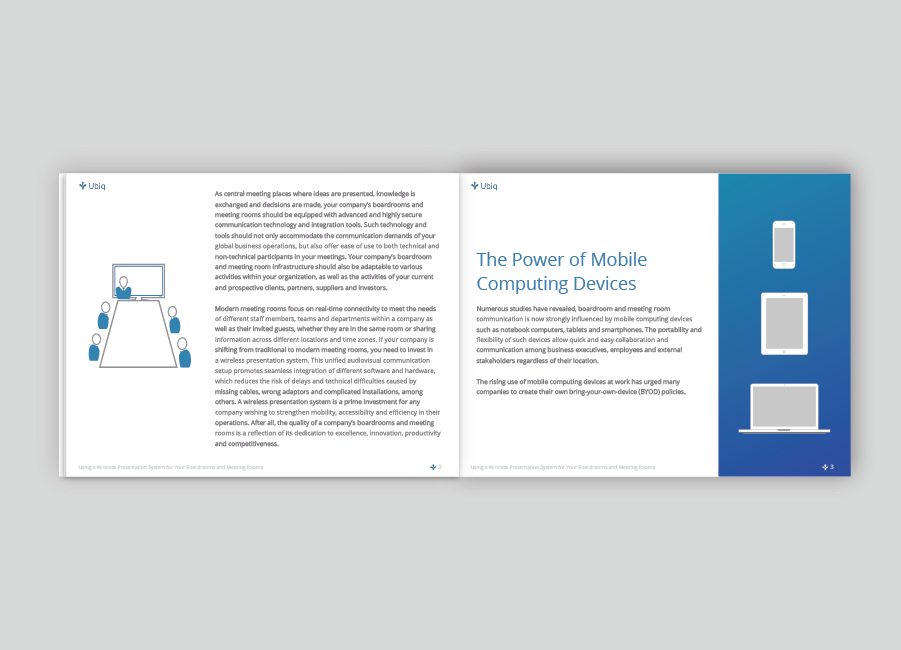 Ubiq
As central meeting places where ideas are presented, knowledge is
exchanged and decisions are made, your company's boardrooms and
meeting rooms should be equipped with advanced and highly secure
communication technology and integration tools. Such technology and
tools should not only accommodate the communication demands of your
global business operations, but also offer ease of use to both technical and
non-technical participants in your meetings. Your company's boardroom
and meeting room infrastructure should also be adaptable to various
activities within your organization, as well as the activities of your current
and prospective clients, partners, suppliers and investors.
Modern meeting rooms focus on real-time connectivity to meet the needs
of different staff members, teams and departments within a company as
well as their invited guests, whether they are in the same room or sharing
information across different locations and time zones. If your company is
shifting from traditional to modern meeting rooms, you need to invest in
a wireless presentation system. This unified audiovisual communication
setup promotes seamless integration of different software and hardware,
which reduces the risk of delays and technical difficulties caused by
missing cables, wrong adaptors and complicated installations, among
others. A wireless presentation system is a prime investment for any
company wishing to strengthen mobility, accessibility and efficiency in their
operations. After all, the quality of a company's boardrooms and meeting
rooms is a reflection of its dedication to excellence, innovation, productivity
and competitiveness.
Using a Wireless Presentation System for Your Boardrooms and Meeting Rooms
2
Ubiq
The Power of Mobile
Computing Devices
Numerous studies have revealed, boardroom and meeting room
communication is now strongly influenced by mobile computing devices
such as notebook computers, tablets and smartphones. The portability and
flexibility of such devices allow quick and easy collaboration and
communication among business executives, employees and external
stakeholders regardless of their location.
The rising use of mobile computing devices at work has urged many
companies to create their own bring-your-own-device (BYOD) policies.
Using a Wireless Presentation System for Your Boardrooms and Meeting Rooms
3